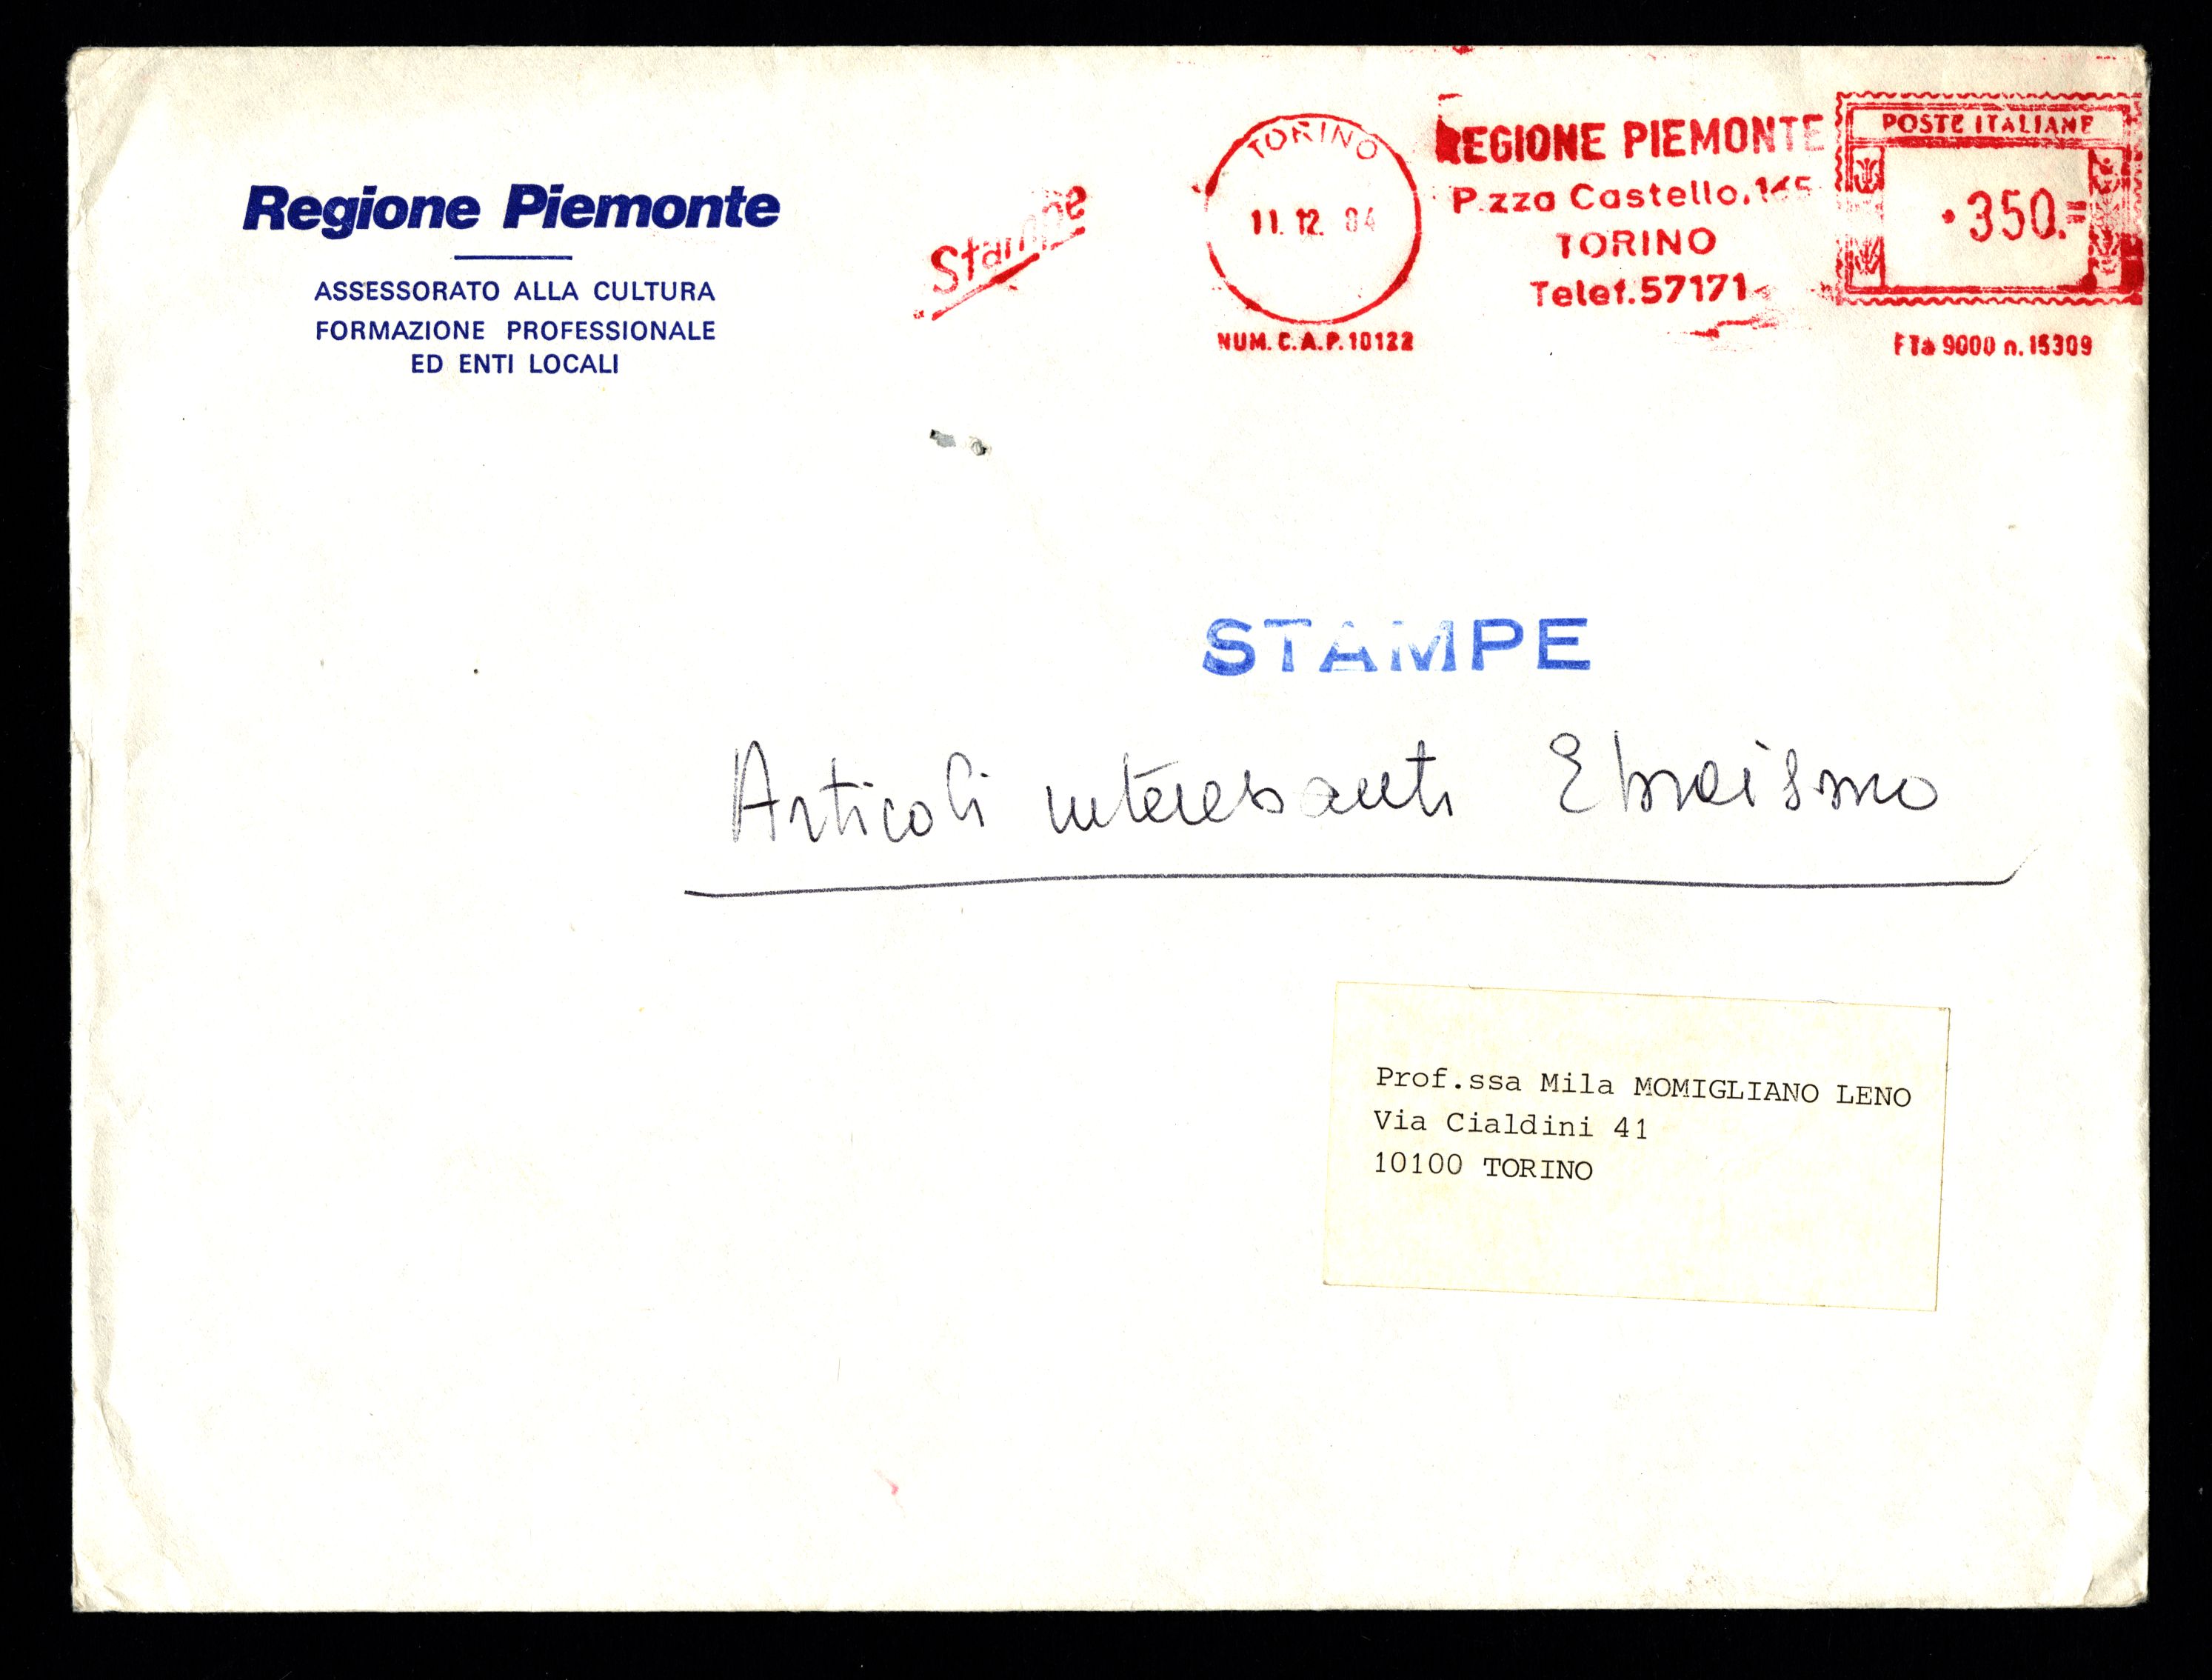 Regione Piemonte
ASSESSORATO ALLA CULTURA
FORMAZIONE PROFESSIONALE
ED ENTI LOCALI
Stampe
TORINO
11. 12. 84
NUM. C.A.P. 10122
REGIONE PIEMONTE
P.zza Castello, 165
TORINO
Telef. 57171
POSTE ITALIANE
350.=
FTa 9000 n. 15309
STAMPE
Articoli interessanti Ebraismo
Prof.ssa Mila MOMIGLIANO LENO
Via Cialdini 41
10100 TORINO